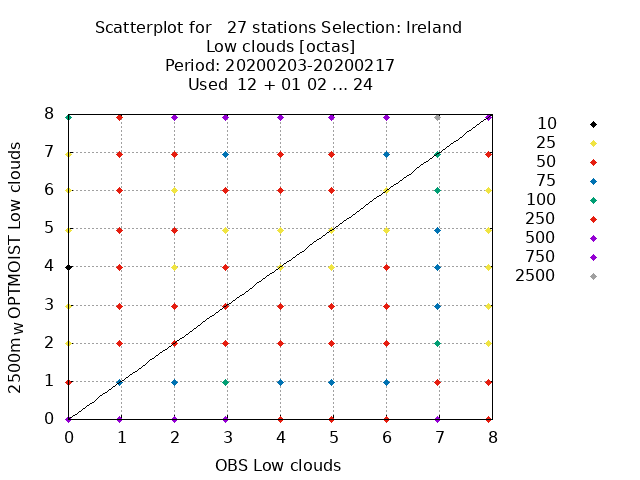 Scatterplot for   27 stations Selection: Ireland
Low clouds [octas]
Period: 20200203-20200217
Used  12 + 01 02 ... 24
8
7
6
5
4
3
2
1
0
0 1 2 3 4 5 6 7 8
2500m w OPTMOIST Low clouds
OBS Low clouds
10
25
50
75
100
250
500
750
2500